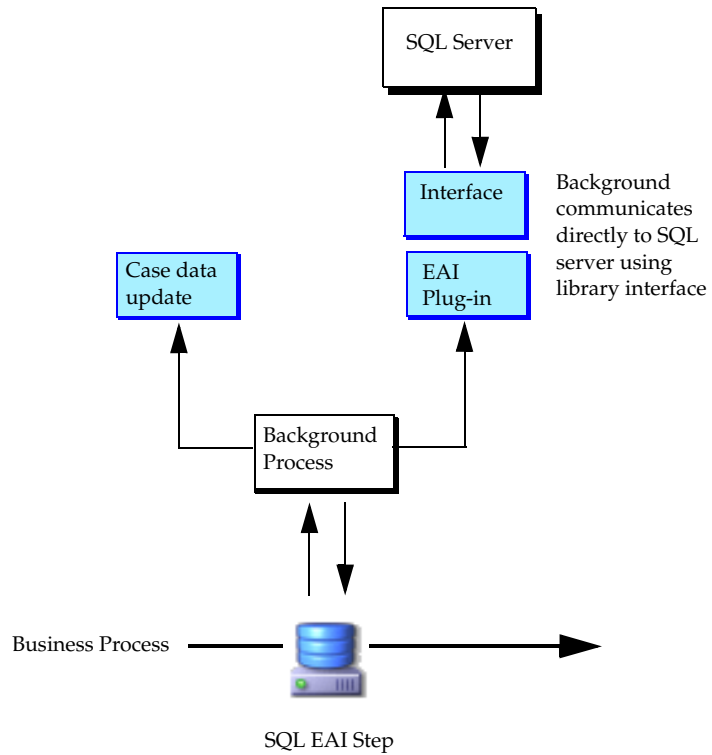 SQL Server
Interface
Background
communicates
directly to SQL
server using
library interface
Case data
update
EAI
Plug-in
Background
Process
Business Process
SQL EAI Step